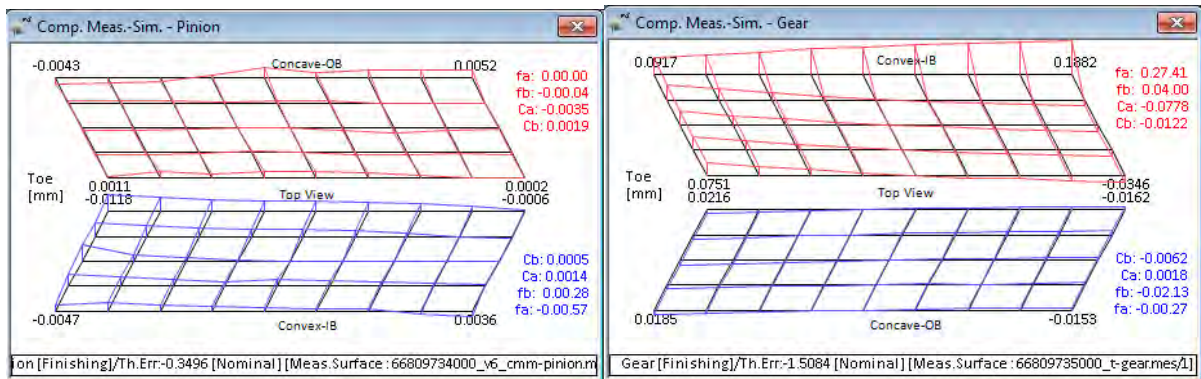 Comp. Meas.-Sim. - Pinion
-0.0043
Concave-OB
0.0052
fa: 0.00.00
fb: -0.00.04
Ca: -0.0035
Cb: 0.0019
Toe
[mm]
0.0011
0.0002
-0.0118
Top View
-0.0006
Cb: 0.0005
Ca: 0.0014
fb: 0.00.28
fa: -0.00.57
-0.0047
Convex-IB
0.0036
ion [Finishing]/Th.Err:-0.3496 [Nominal] [Meas.Surface : 66809734000_v6_cmm-pinion.m
Comp. Meas.-Sim. - Gear
0.0917
Convex-IB
0.1882
fa: 0.27.41
fb: 0.04.00
Ca: -0.0778
Cb: -0.0122
Toe
[mm]
0.0751
-0.0346
0.0216
Top View
-0.0162
Cb: -0.0062
Ca: 0.0018
fb: -0.02.13
fa: -0.00.27
0.0185
Concave-OB
-0.0153
Gear [Finishing]/Th.Err:-1.5084 [Nominal] [Meas.Surface : 66809735000_t-gear.mes/1]